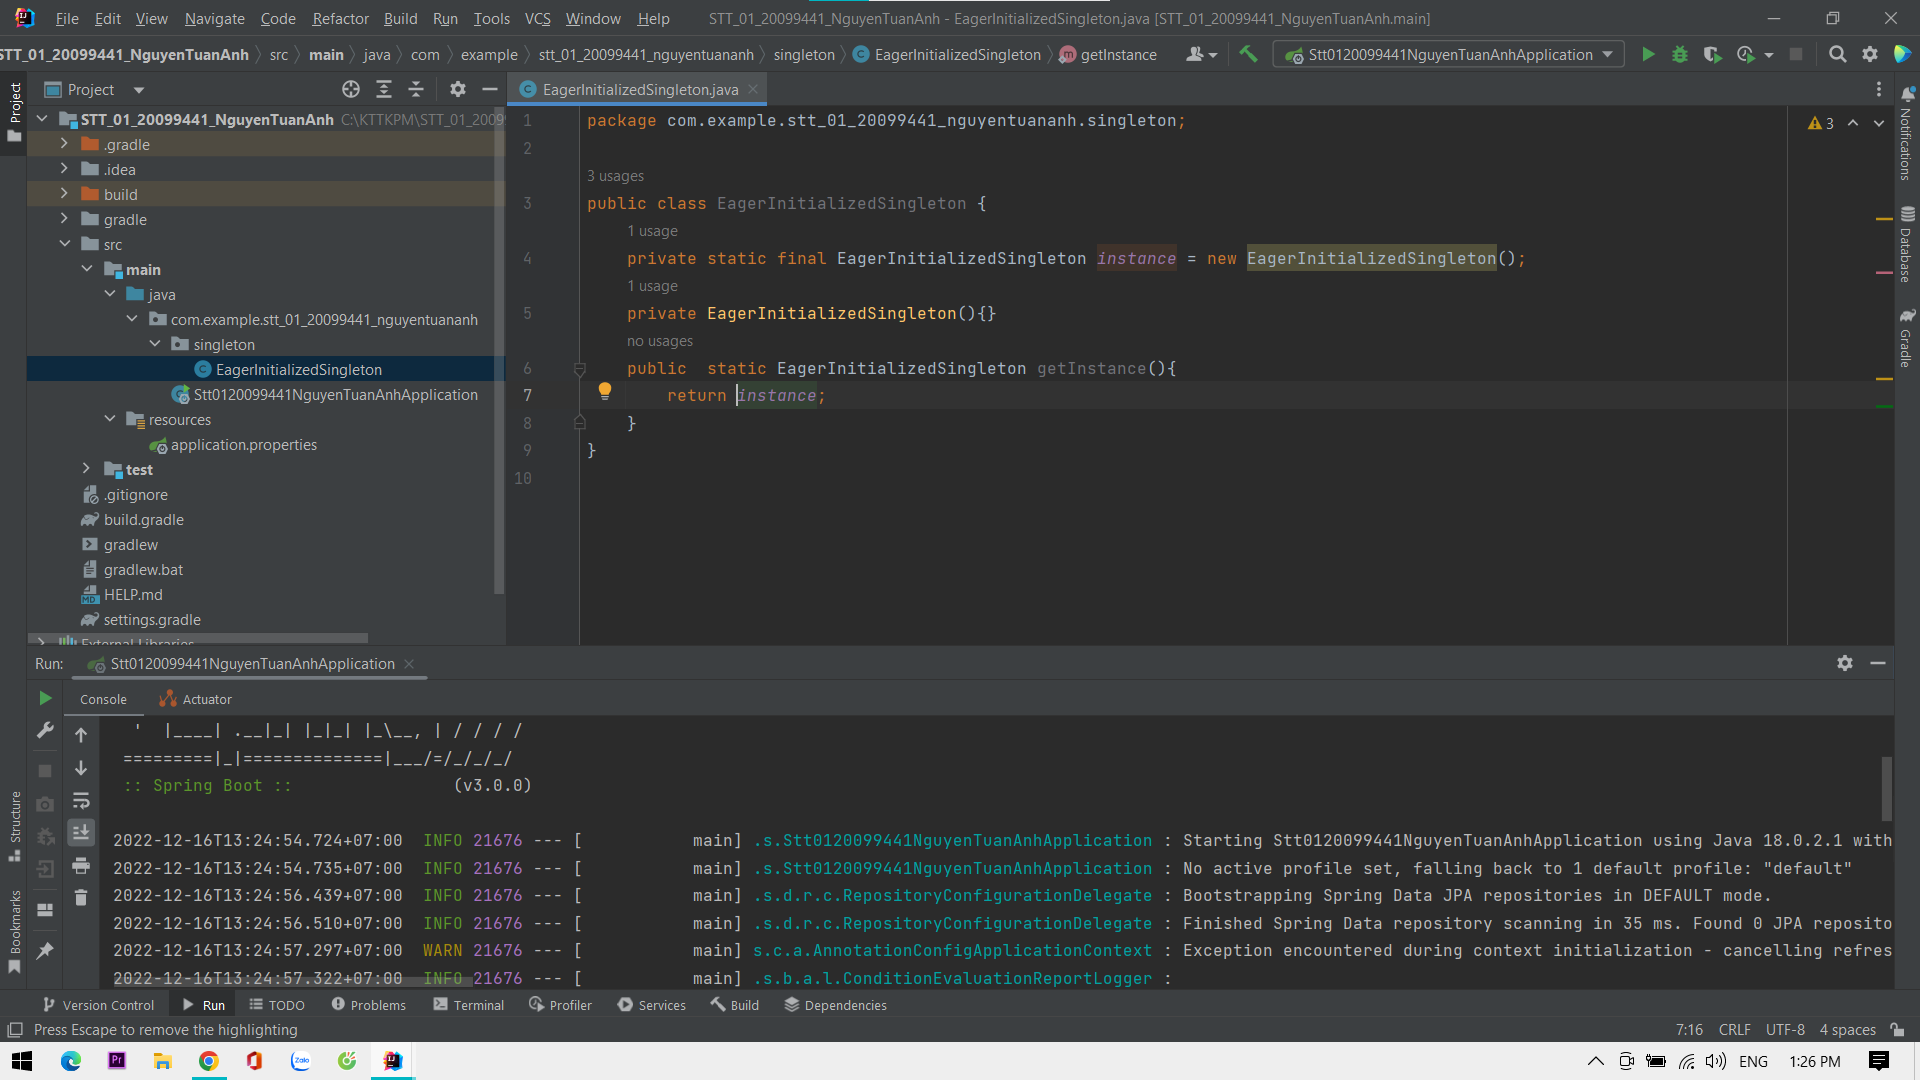 File Edit View Navigate Code Refactor Build Run Tools VCS Window Help STT_01_20099441_NguyenTuanAnh - EagerInitializedSingleton.java [STT_01_20099441_NguyenTuanAnh.main]
STT_01_20099441_NguyenTuanAnh src main java com example stt_01_20099441_nguyentuananh singleton EagerInitializedSingleton getInstance Stt0120099441NguyenTuanAnhApplication
Project
Project
EagerInitializedSingleton.java
STT_01_20099441_NguyenTuanAnh C:\KTTKPM\STT_01_2009
.gradle
.idea
build
gradle
src
main
java
com.example.stt_01_20099441_nguyentuananh
singleton
EagerInitializedSingleton
Stt0120099441NguyenTuanAnhApplication
resources
application.properties
test
.gitignore
build.gradle
gradlew
gradlew.bat
HELP.md
settings.gradle
External Libraries
1 package com.example.stt_01_20099441_nguyentuananh.singleton;
2
3 usages
3 public class EagerInitializedSingleton {
1 usage
4 private static final EagerInitializedSingleton instance = new EagerInitializedSingleton();
1 usage
5 private EagerInitializedSingleton(){}
no usages
6 public  static EagerInitializedSingleton getInstance(){
7 return instance;
8 }
9 }
10
3
Notifications
Database
Gradle
Run: Stt0120099441NguyenTuanAnhApplication
Console Actuator
'  |____| .__|_| |_|_| |_\__, | / / / /
=========|_|==============|___/=/_/_/_/
:: Spring Boot :: (v3.0.0)
2022-12-16T13:24:54.724+07:00  INFO 21676 --- [           main] .s.Stt0120099441NguyenTuanAnhApplication : Starting Stt0120099441NguyenTuanAnhApplication using Java 18.0.2.1 with
2022-12-16T13:24:54.735+07:00  INFO 21676 --- [           main] .s.Stt0120099441NguyenTuanAnhApplication : No active profile set, falling back to 1 default profile: "default"
2022-12-16T13:24:56.439+07:00  INFO 21676 --- [           main] .s.d.r.c.RepositoryConfigurationDelegate : Bootstrapping Spring Data JPA repositories in DEFAULT mode.
2022-12-16T13:24:56.510+07:00  INFO 21676 --- [           main] .s.d.r.c.RepositoryConfigurationDelegate : Finished Spring Data repository scanning in 35 ms. Found 0 JPA reposito
2022-12-16T13:24:57.297+07:00  WARN 21676 --- [           main] s.c.a.AnnotationConfigApplicationContext : Exception encountered during context initialization - cancelling refres
2022-12-16T13:24:57.322+07:00  INFO 21676 --- [           main] .s.b.a.l.ConditionEvaluationReportLogger :
Structure
Bookmarks
Version Control Run TODO Problems Terminal Profiler Services Build Dependencies
Press Escape to remove the highlighting 7:16 CRLF UTF-8 4 spaces
Pr Zalo ENG 1:26 PM